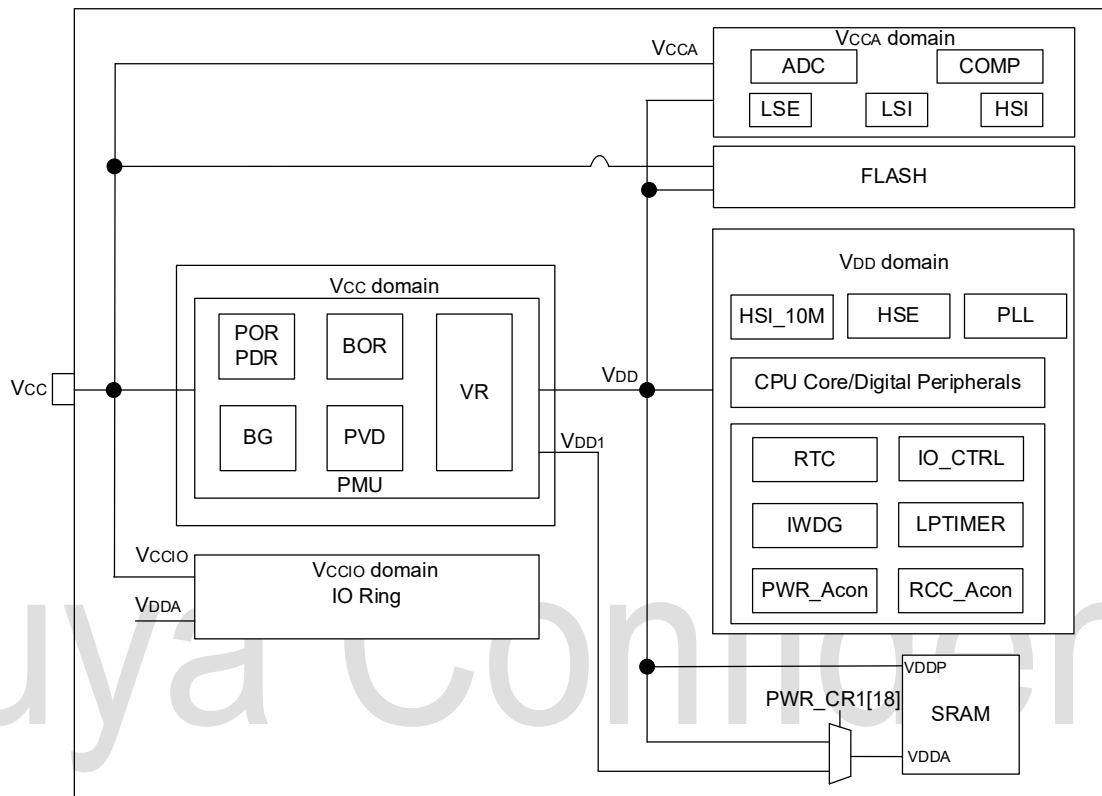 VCCA domain
VCCA
ADC
COMP
LSE
LSI
HSI
FLASH
VCC domain
POR
PDR
BOR
VR
BG
PVD
PMU
VCC
VDD
VDD1
VDD domain
HSI_10M
HSE
PLL
CPU Core/Digital Peripherals
RTC
IO_CTRL
IWDG
LPTIMER
PWR_Acon
RCC_Acon
VCCIO
VCCIO domain
IO Ring
VDDA
VDDP
PWR_CR1[18]
SRAM
VDDA
uya Confiden